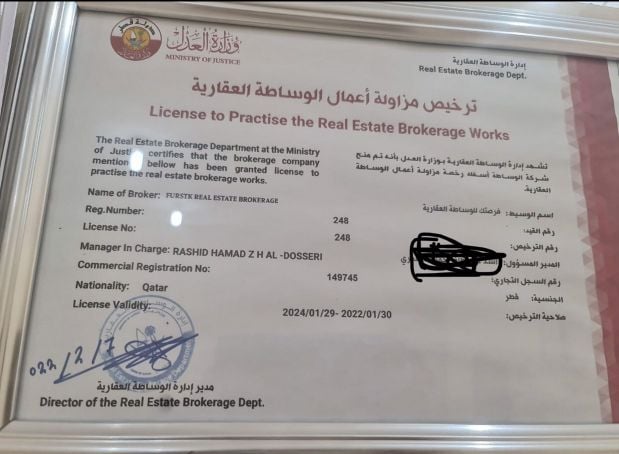 دولة قطر
وزارة العدل
MINISTRY OF JUSTICE
إدارة الوساطة العقارية
Real Estate Brokerage Dept.
ترخيص مزاولة أعمال الوساطة العقارية
License to Practise the Real Estate Brokerage Works
The Real Estate Brokerage Department at the Ministry
of Justice certifies that the brokerage company
mention bellow has been granted license to
practise the real estate brokerage works.
تشهد إدارة الوساطة العقارية بوزارة العدل بأنه تم منح
شركة الوساطة أسفله رخصة مزاولة أعمال الوساطة
العقارية.
Name of Broker: FURSTK REAL ESTATE BROKERAGE
اسم الوسيط: فرصتك للوساطة العقارية
Reg.Number: 248 رقم القيد:
License No: 248 رقم الترخيص:
Manager In Charge: RASHID HAMAD Z H AL -DOSSERI
المدير المسؤول:
Commercial Registration No: 149745 رقم السجل التجاري:
Nationality: Qatar
الجنسية: قطر
License Validity: 2024/01/29- 2022/01/30 صلاحية الترخيص:
022/2/7
مدير إدارة الوساطة العقارية
Director of the Real Estate Brokerage Dept.